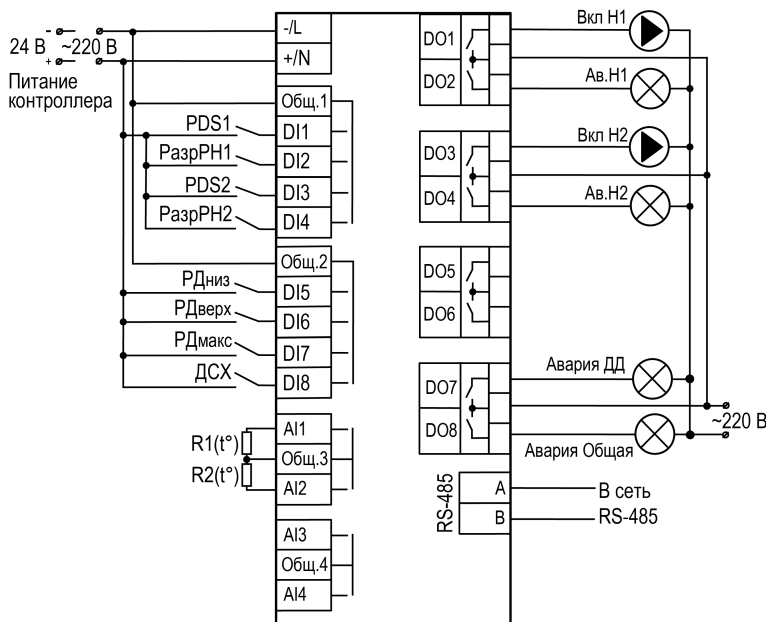 24 В
~220 В
Питание
контроллера
- -/L
+ +/N
Общ.1
PDS1 DI1
РазрРН1 DI2
PDS2 DI3
РазрРН2 DI4
Общ.2
РДниз DI5
РДверх DI6
РДмакс DI7
ДСХ DI8
AI1
R1(t°)
Общ.3
R2(t°)
AI2
AI3
Общ.4
AI4
DO1 Вкл Н1
DO2 Ав.Н1
DO3 Вкл Н2
DO4 Ав.Н2
DO5
DO6
DO7 Авария ДД
~220 В
DO8 Авария Общая
RS-485
A В сеть
B RS-485